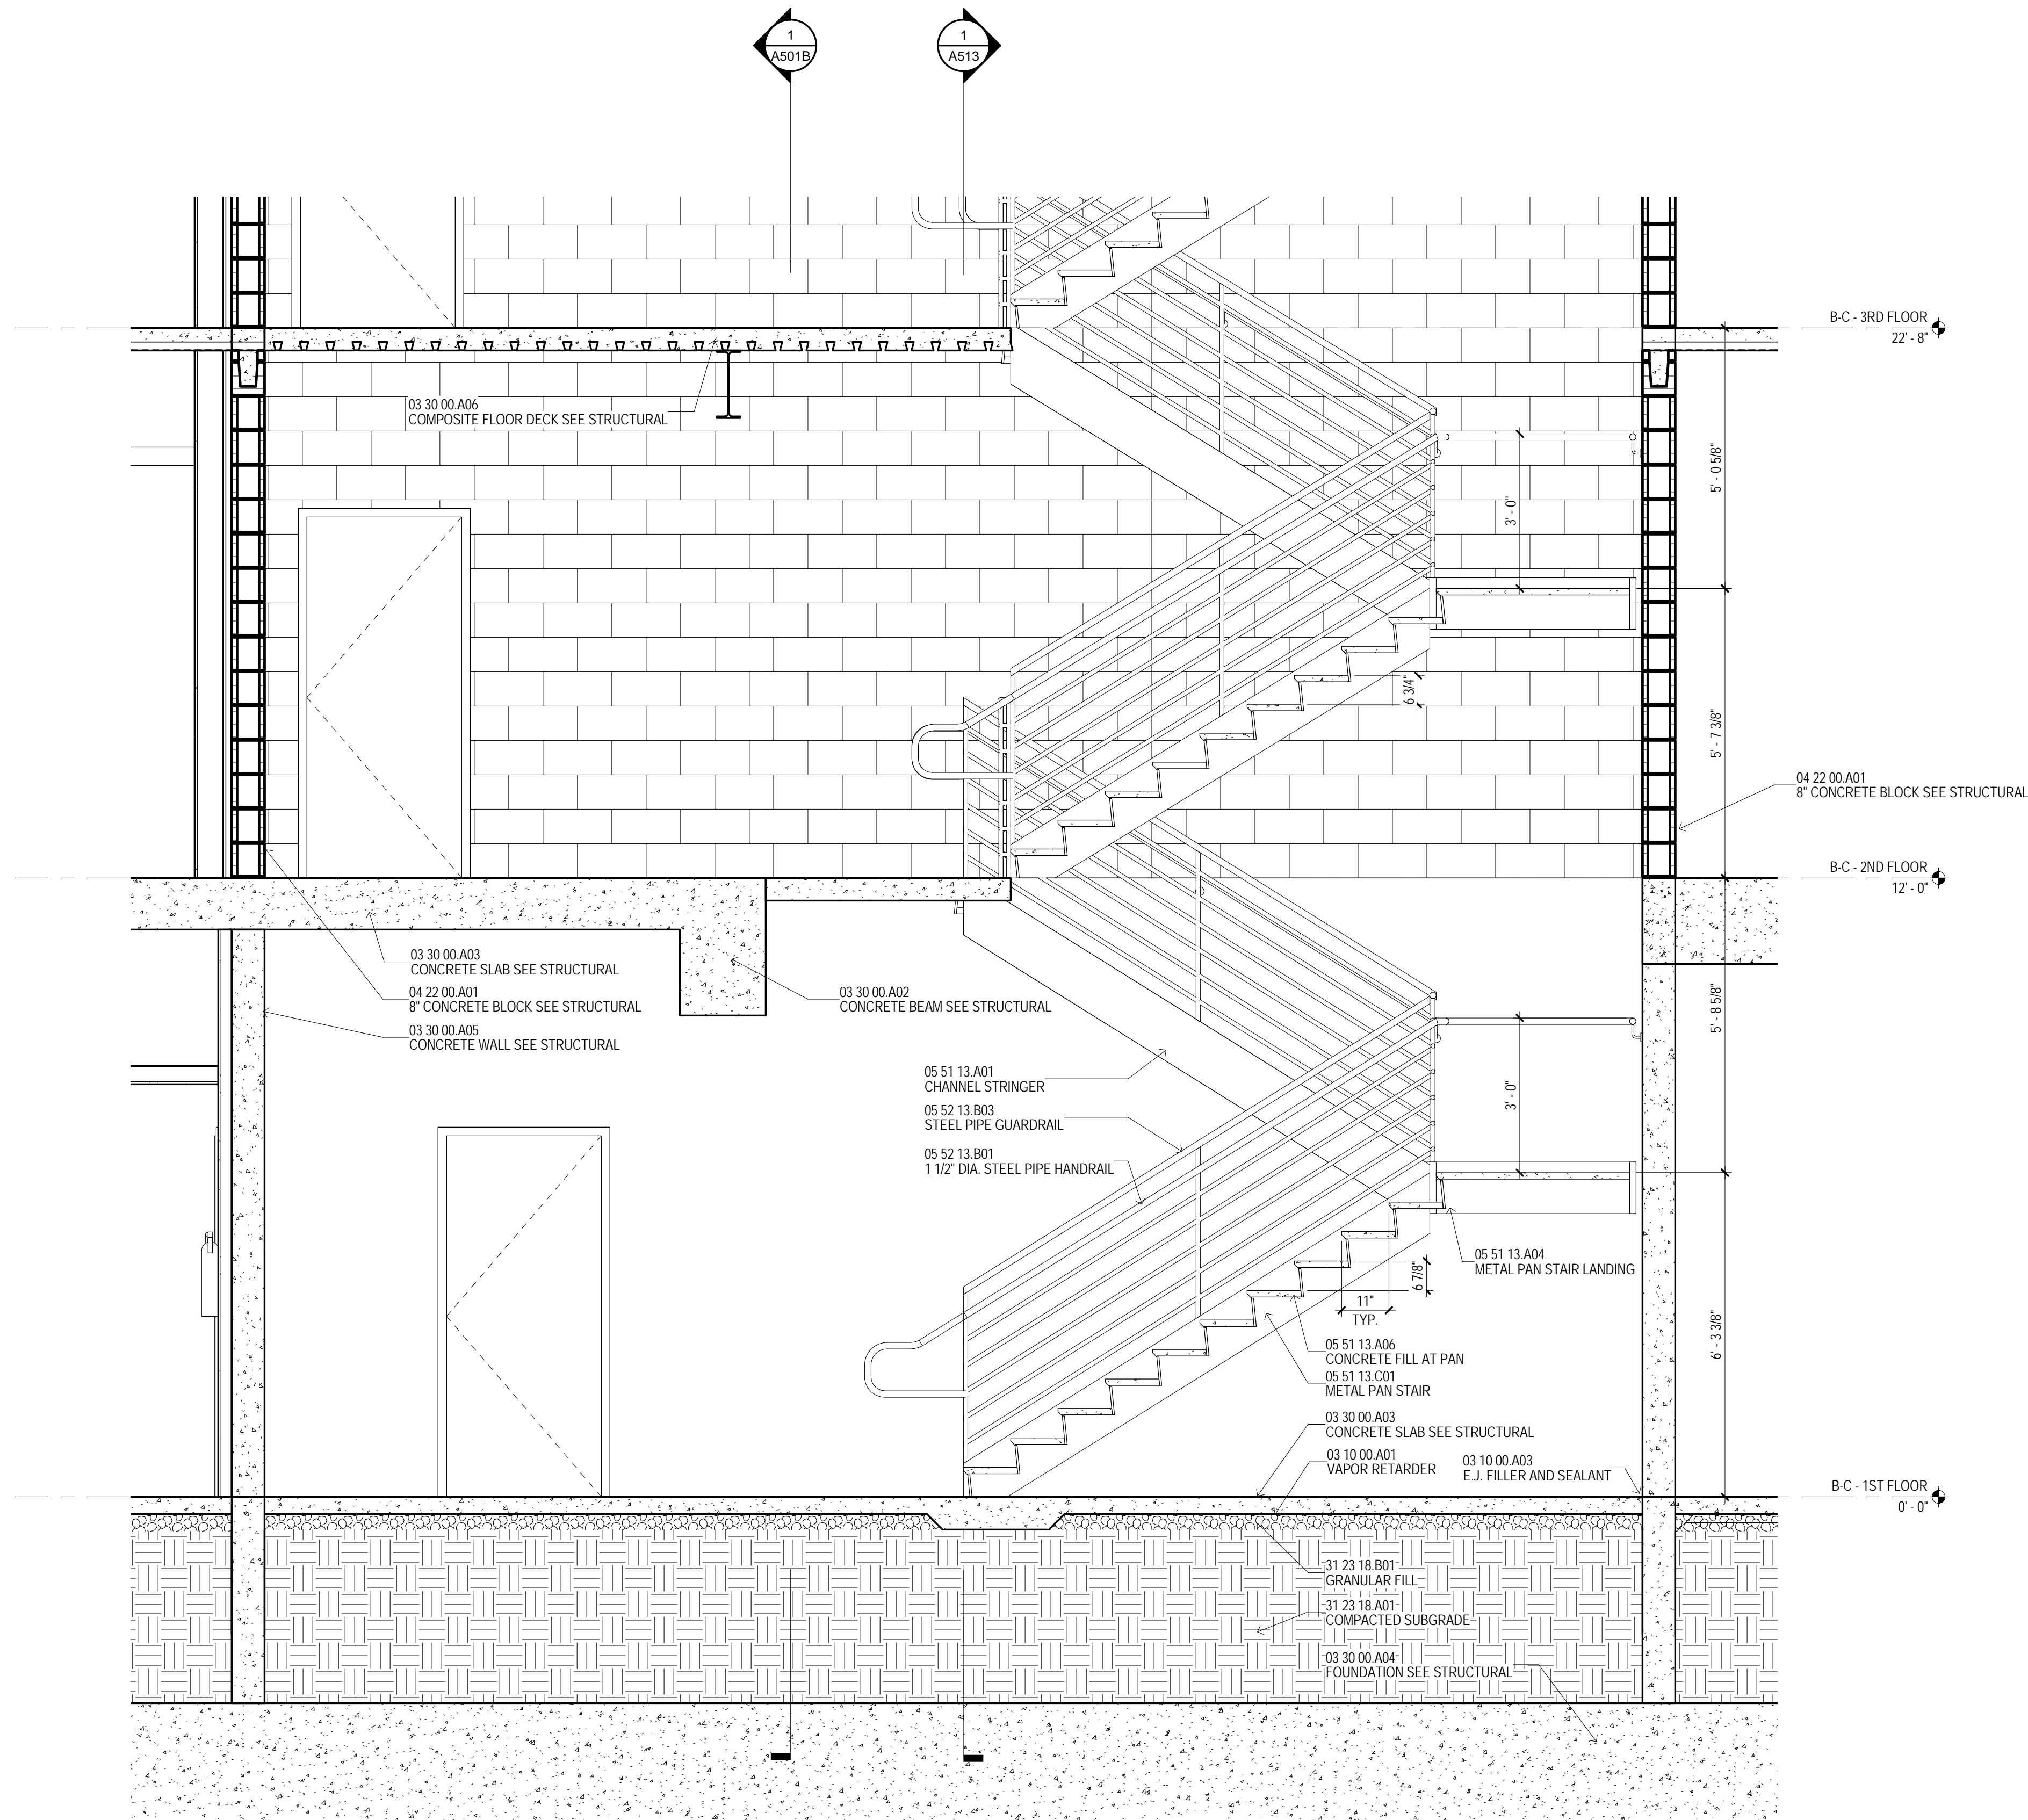 1
A501B
1
A513
B-C - 3RD FLOOR
22' - 8"
03 30 00.A06
COMPOSITE FLOOR DECK SEE STRUCTURAL
5' - 0 5/8"
3' - 0"
6 3/4"
5' - 7 3/8"
04 22 00.A01
8" CONCRETE BLOCK SEE STRUCTURAL
B-C - 2ND FLOOR
12' - 0"
03 30 00.A03
CONCRETE SLAB SEE STRUCTURAL
04 22 00.A01
8" CONCRETE BLOCK SEE STRUCTURAL
03 30 00.A05
CONCRETE WALL SEE STRUCTURAL
03 30 00.A02
CONCRETE BEAM SEE STRUCTURAL
5' - 8 5/8"
05 51 13.A01
CHANNEL STRINGER
05 52 13.B03
STEEL PIPE GUARDRAIL
05 52 13.B01
1 1/2" DIA. STEEL PIPE HANDRAIL
3' - 0"
05 51 13.A04
METAL PAN STAIR LANDING
6 7/8"
11"
TYP.
6' - 3 3/8"
05 51 13.A06
CONCRETE FILL AT PAN
05 51 13.C01
METAL PAN STAIR
03 30 00.A03
CONCRETE SLAB SEE STRUCTURAL
03 10 00.A01
VAPOR RETARDER
03 10 00.A03
E.J. FILLER AND SEALANT
B-C - 1ST FLOOR
0' - 0"
31 23 18.B01
GRANULAR FILL
31 23 18.A01
COMPACTED SUBGRADE
03 30 00.A04
FOUNDATION SEE STRUCTURAL